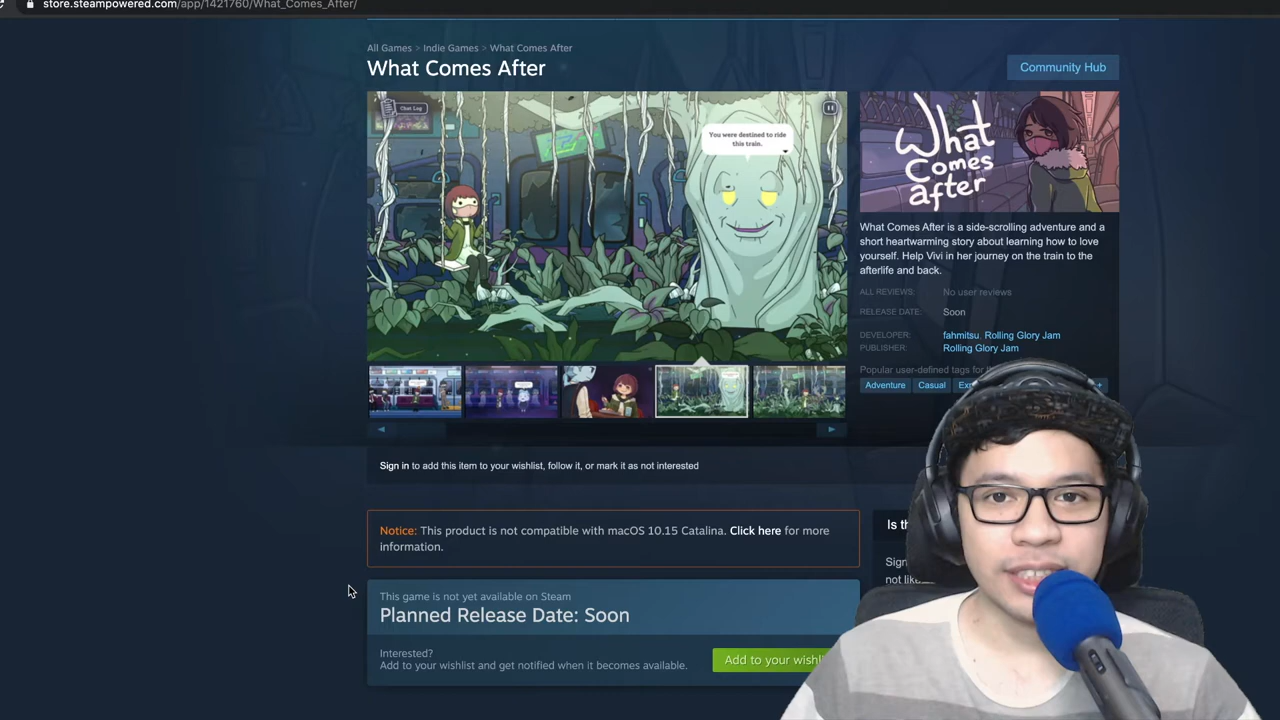 store.steampowered.com/app/1421760/What_Comes_After/
All Games > Indie Games > What Comes After
What Comes After
Community Hub
Chat Log
You were destined to ride
this train.
What
Comes
after
What Comes After is a side-scrolling adventure and a
short heartwarming story about learning how to love
yourself. Help Vivi in her journey on the train to the
afterlife and back.
ALL REVIEWS: No user reviews
RELEASE DATE: Soon
DEVELOPER: fahmitsu, Rolling Glory Jam
PUBLISHER: Rolling Glory Jam
Popular user-defined tags for
Adventure Casual +
Sign in to add this item to your wishlist, follow it, or mark it as not interested
Notice: This product is not compatible with macOS 10.15 Catalina. Click here for more
information.
Is
Sign
not
This game is not yet available on Steam
Planned Release Date: Soon
Interested?
Add to your wishlist and get notified when it becomes available.
Add to your